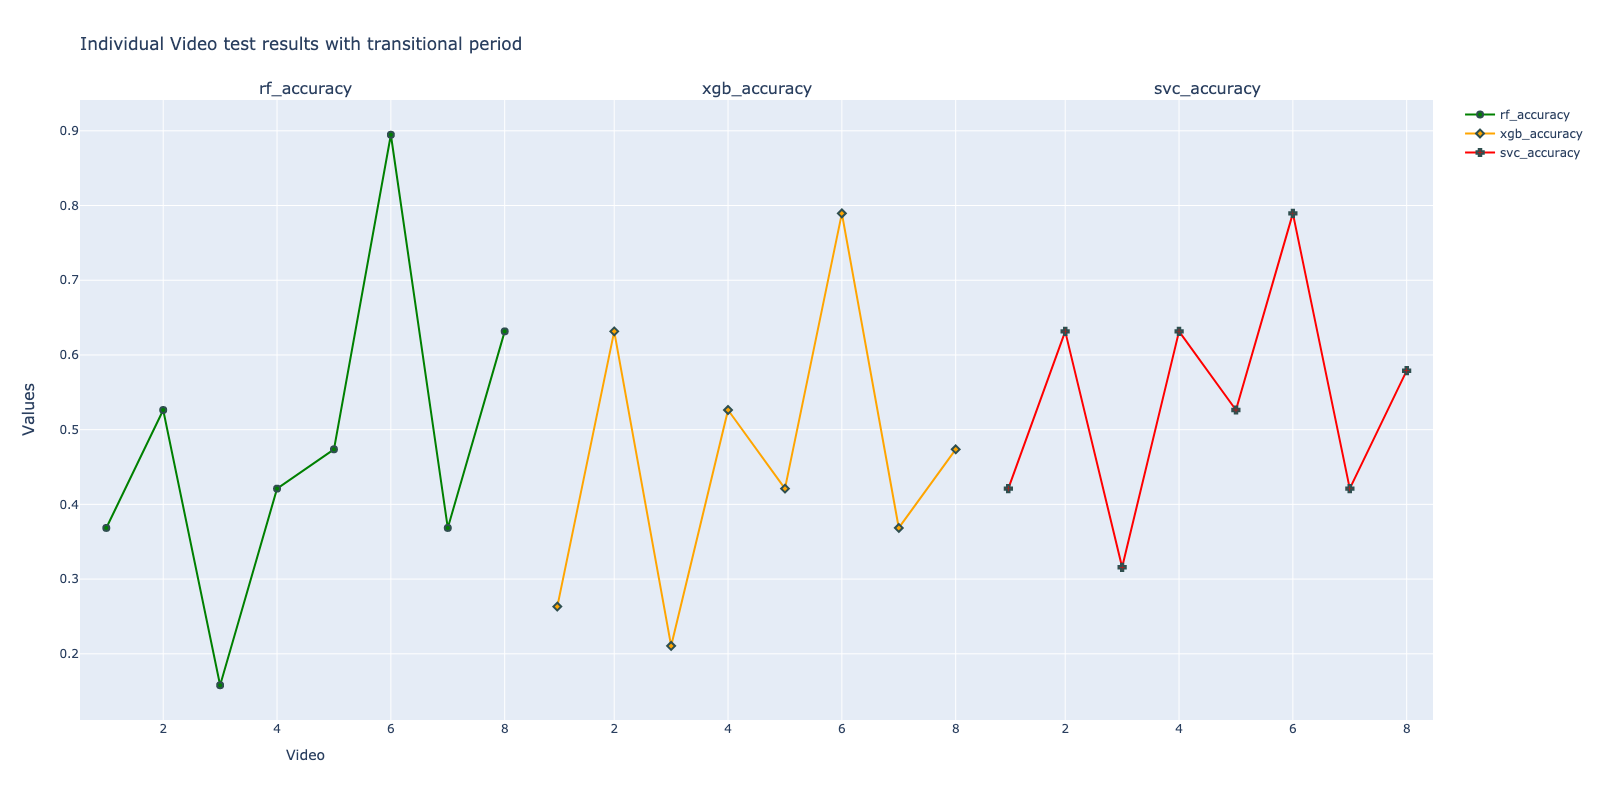 Individual Video test results with transitional period
rf_accuracy
xgb_accuracy
svc_accuracy
rf_accuracy
xgb_accuracy
svc_accuracy
0.9
0.8
0.7
0.6
0.5
0.4
0.3
0.2
Values
2 4 6 8 2 4 6 8 2 4 6 8
Video